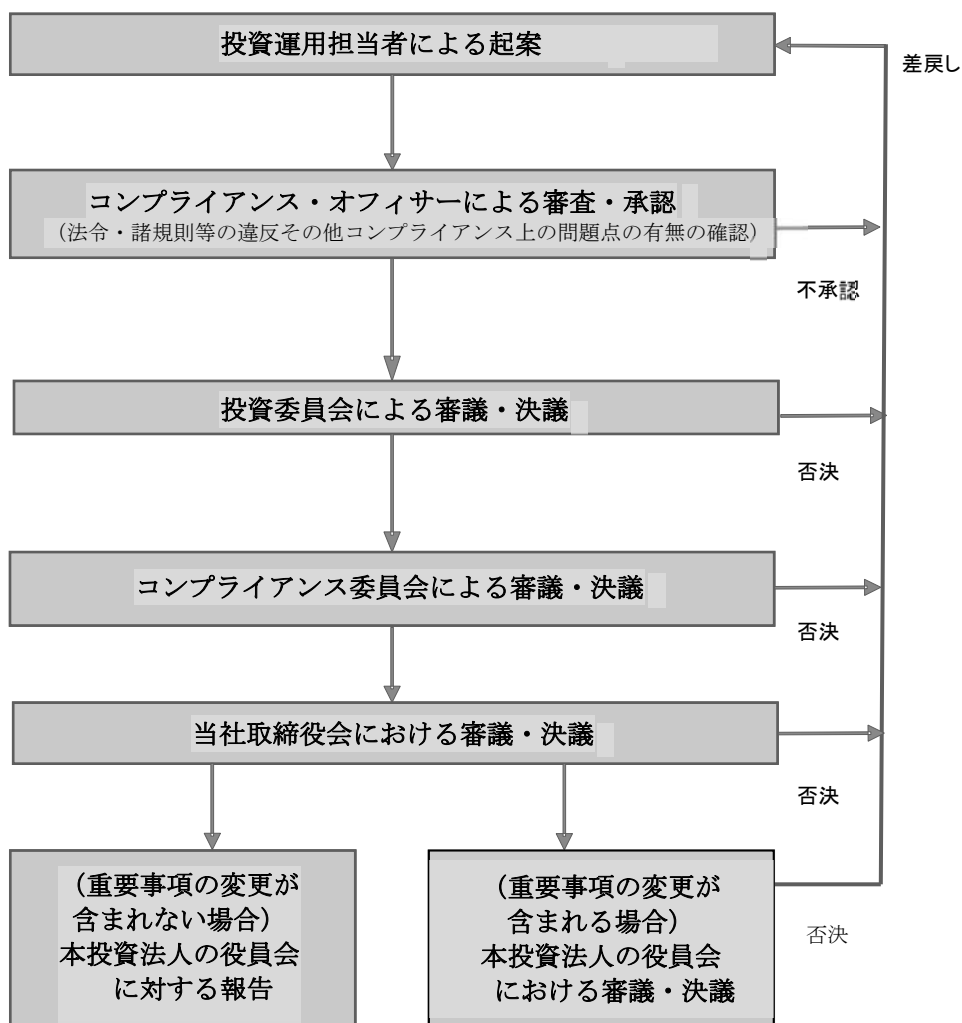 投資運用担当者による起案
差戻し
コンプライアンス・オフィサーによる審査・承認
（法令・諸規則等の違反その他コンプライアンス上の問題点の有無の確認）
不承認
投資委員会による審議・決議
否決
コンプライアンス委員会による審議・決議
否決
当社取締役会における審議・決議
否決
（重要事項の変更が
含まれない場合）
本投資法人の役員会
に対する報告
（重要事項の変更が
含まれる場合）
本投資法人の役員会
における審議・決議
否決